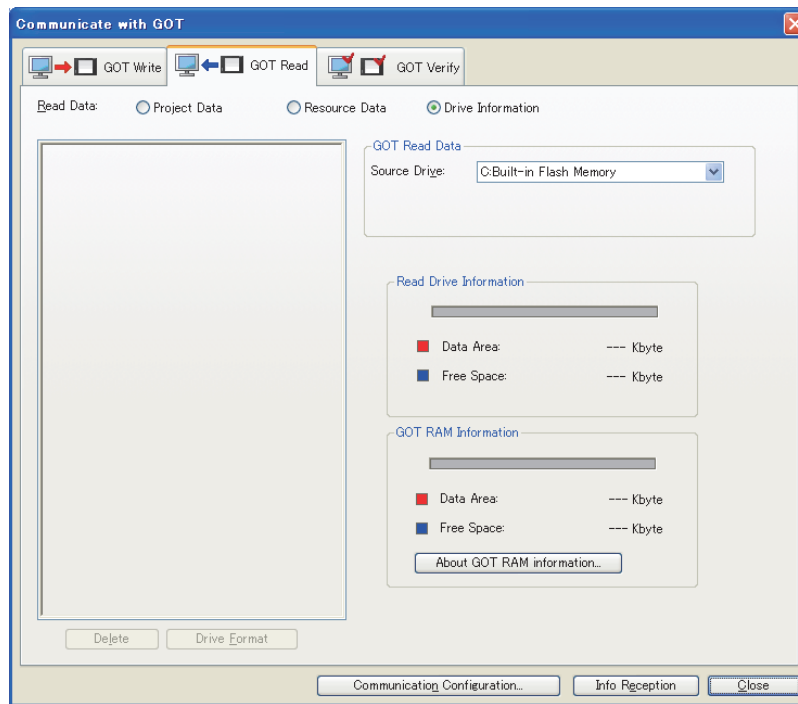 Communicate with GOT
GOT Write GOT Read GOT Verify
Read Data: Project Data Resource Data Drive Information
GOT Read Data
Source Drive: C:Built-in Flash Memory
Read Drive Information
Data Area: --- Kbyte
Free Space: --- Kbyte
GOT RAM Information
Data Area: --- Kbyte
Free Space: --- Kbyte
About GOT RAM information...
Delete Drive Format
Communication Configuration... Info Reception Close